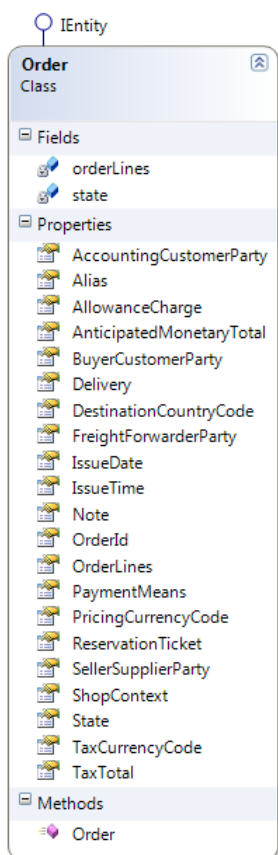 IEntity
Order
Class
Fields
orderLines
state
Properties
AccountingCustomerParty
Alias
AllowanceCharge
AnticipatedMonetaryTotal
BuyerCustomerParty
Delivery
DestinationCountryCode
FreightForwarderParty
IssueDate
IssueTime
Note
OrderId
OrderLines
PaymentMeans
PricingCurrencyCode
ReservationTicket
SellerSupplierParty
ShopContext
State
TaxCurrencyCode
TaxTotal
Methods
Order